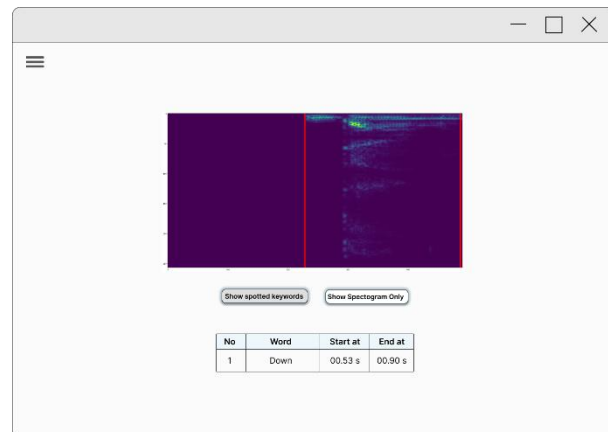 Show spotted keywords
Show Spectogram Only
No Word Start at End at
1 Down 00.53 s 00.90 s